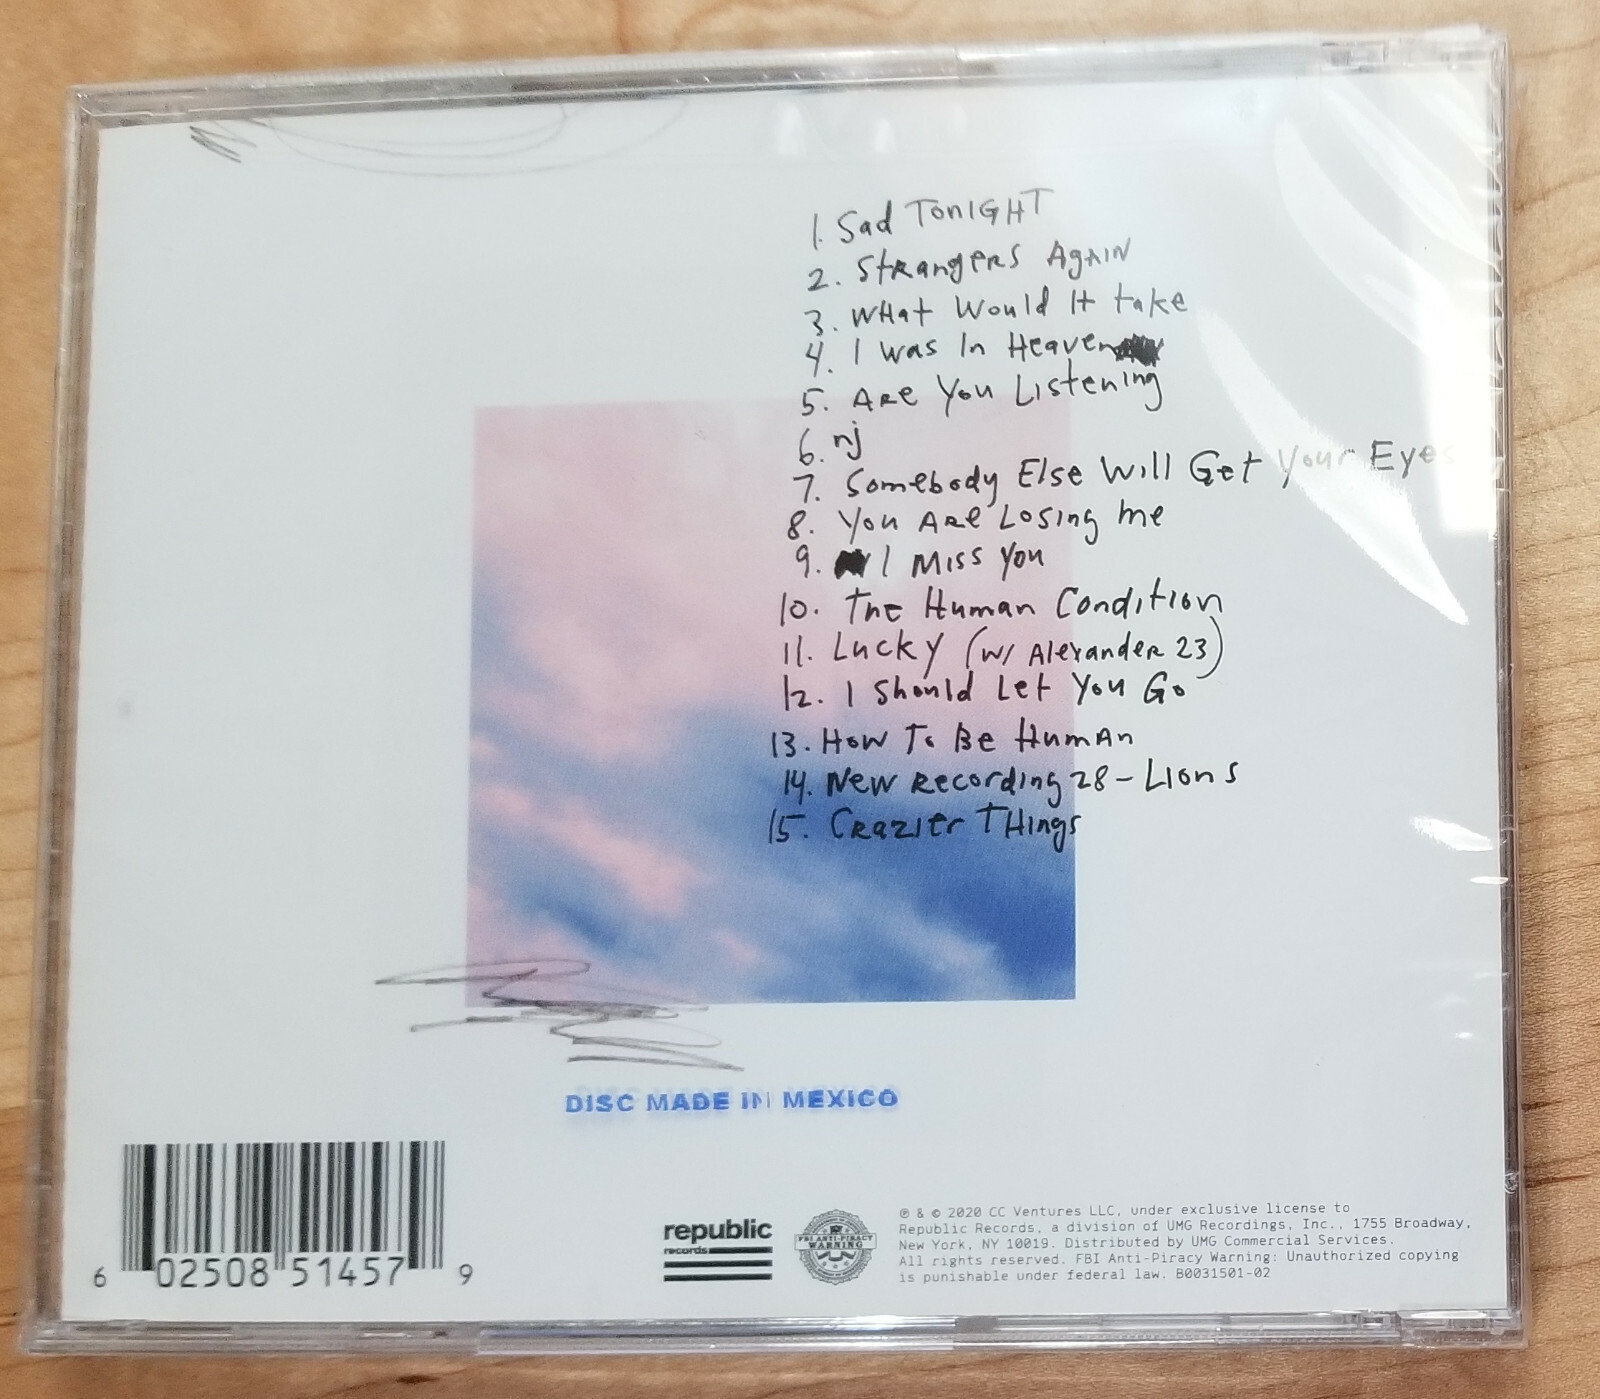 1. Sad TONIGHT
2. StRangeRS AgAIN
3. WHat Would It take
4. I Was In Heaven
5. ARe You Listening
6. nj
7. Somebody Else Will Get Your Eyes
8. You ARe Losing me
9. I Miss You
10. The Human Condition
11. Lucky (w/ AlexandeR 23)
12. I Should Let You Go
13. How To Be HumAn
14. New Recording 28 - Lions
15. CRazier THings
DISC MADE IN MEXICO
6 02508 51457 9
republic
records
FBI ANTI-PIRACY
WARNING
℗ & © 2020 CC Ventures LLC, under exclusive license to
Republic Records, a division of UMG Recordings, Inc., 1755 Broadway,
New York, NY 10019. Distributed by UMG Commercial Services.
All rights reserved. FBI Anti-Piracy Warning: Unauthorized copying
is punishable under federal law. B0031501-02